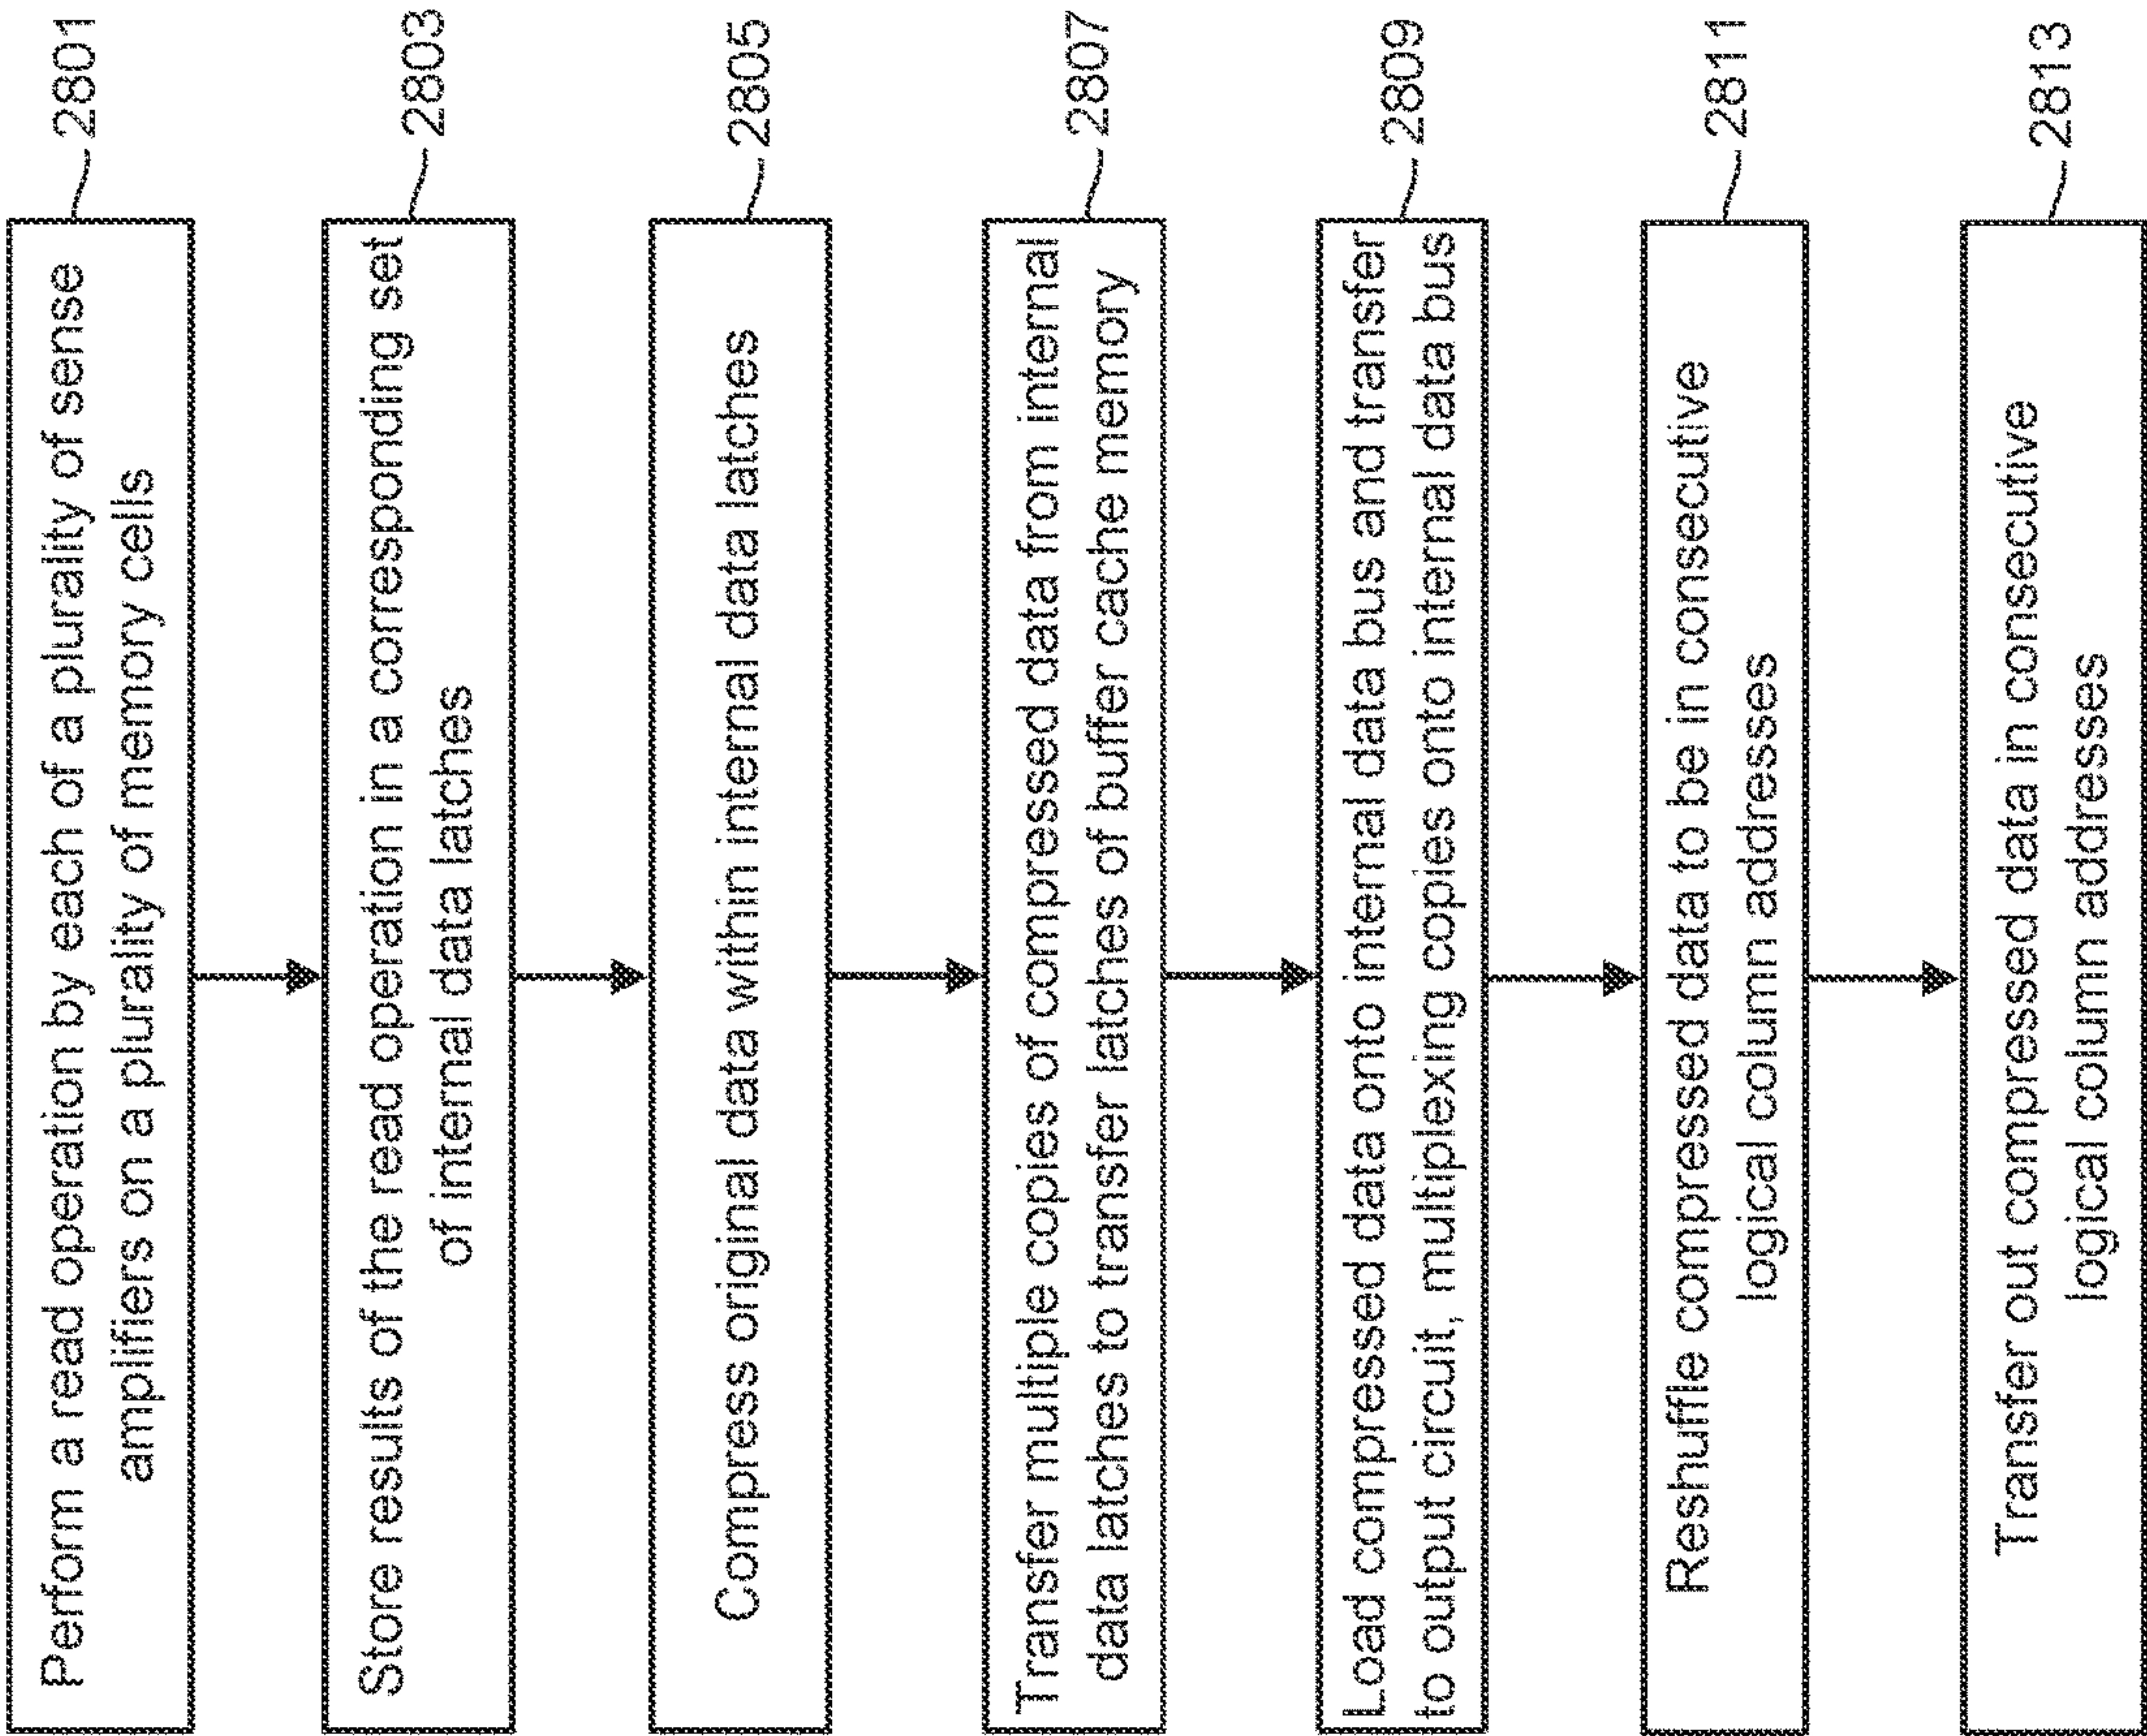 Perform a read operation by each of a plurality of sense
amplifiers on a plurality of memory cells
2801
Store results of the read operation in a corresponding set
of internal data latches
2803
Compress original data within internal data latches
2805
Transfer multiple copies of compressed data from internal
data latches to transfer latches of buffer cache memory
2807
Load compressed data onto internal data bus and transfer
to output circuit, multiplexing copies onto internal data bus
2809
Reshuffle compressed data to be in consecutive
logical column addresses
2811
Transfer out compressed data in consecutive
logical column addresses
2813